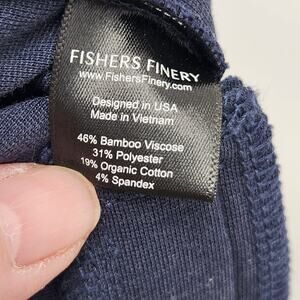 FISHERS FINERY
www.FishersFinery.com
Designed in USA
Made in Vietnam
46% Bamboo Viscose
31% Polyester
19% Organic Cotton
4% Spandex